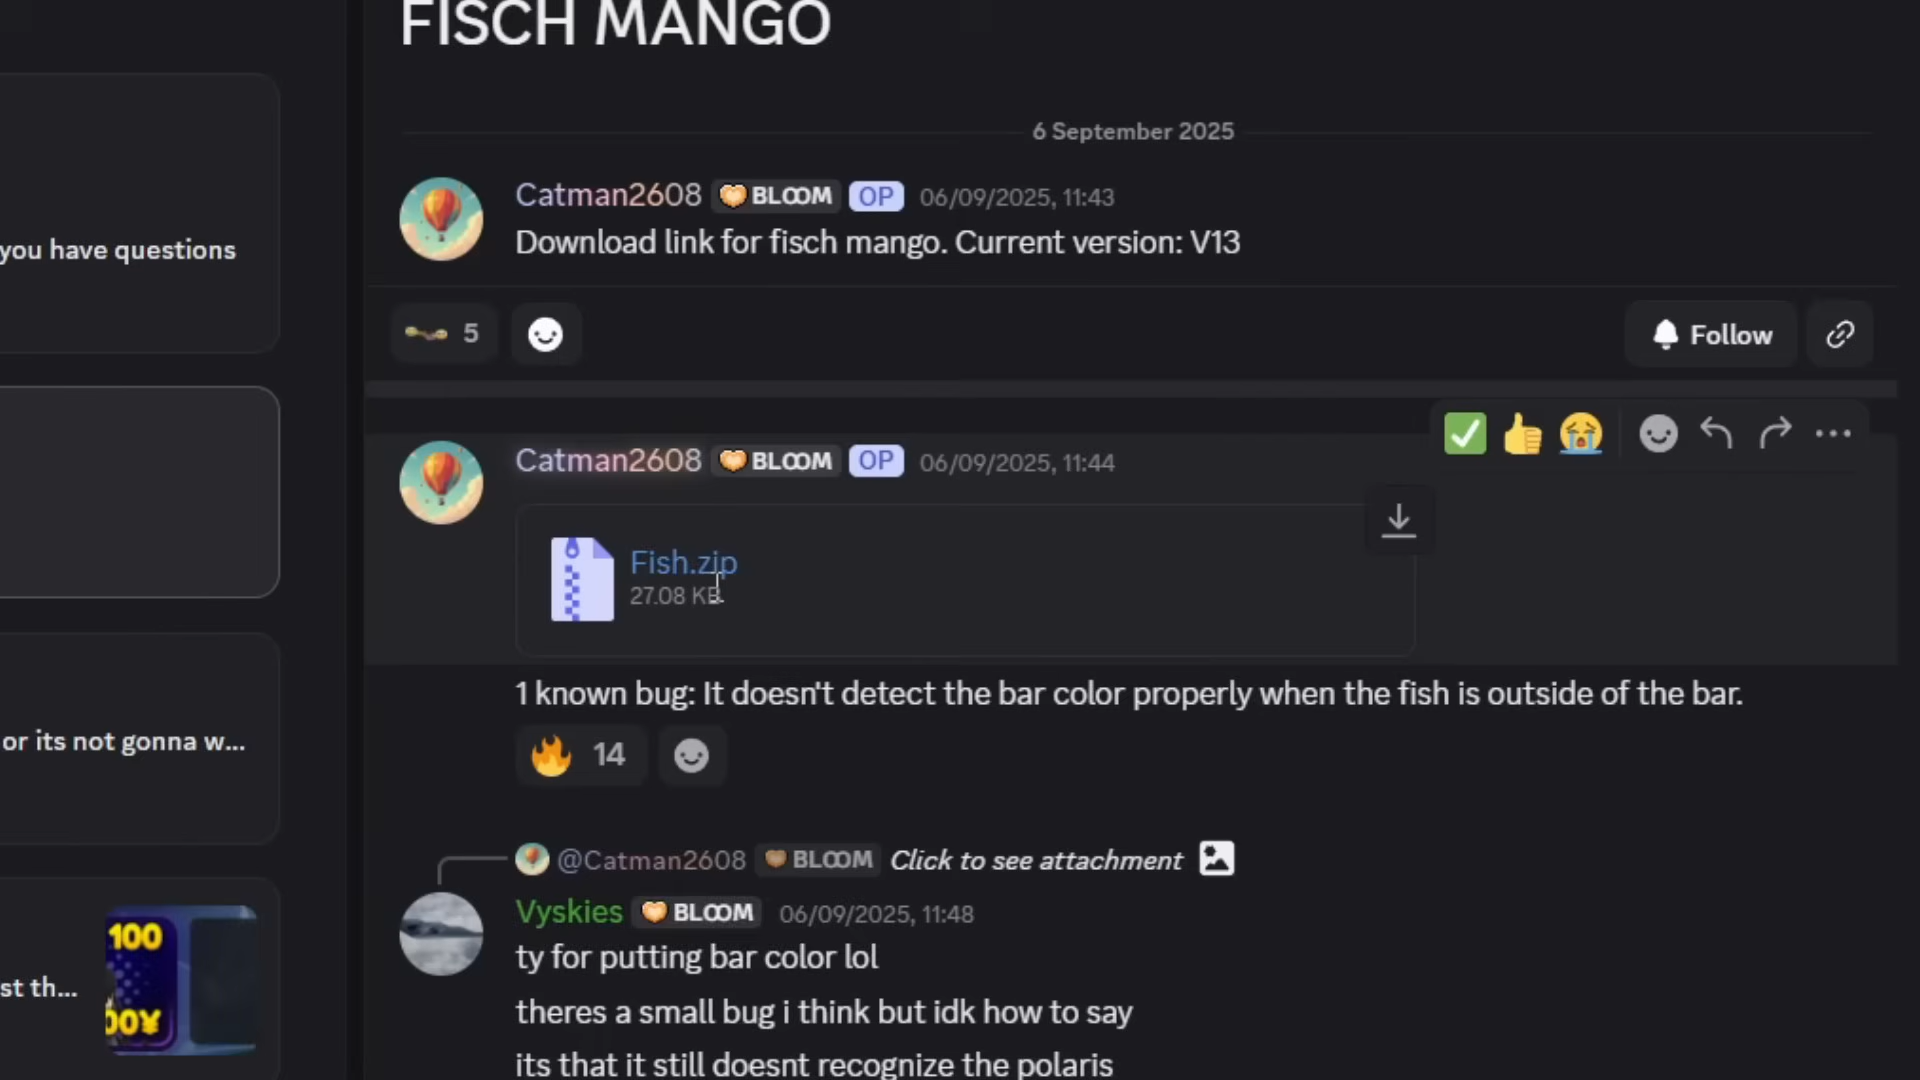 FISCH MANGO
6 September 2025
Catman2608 BLOOM OP 06/09/2025, 11:43
you have questions
Download link for fisch mango. Current version: V13
5
Follow
Catman2608 BLOOM OP 06/09/2025, 11:44
Fish.zip
27.08 KB
1 known bug: It doesn't detect the bar color properly when the fish is outside of the bar.
or its not gonna w...
14
@Catman2608 BLOOM Click to see attachment
Vyskies BLOOM 06/09/2025, 11:48
100
ty for putting bar color lol
st th...
theres a small bug i think but idk how to say
00¥
its that it still doesnt recognize the polaris